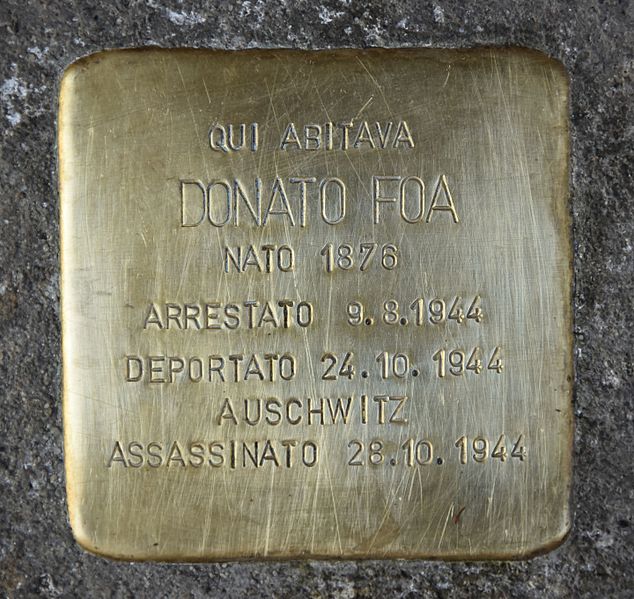 QUI ABITAVA
DONATO FOA
NATO 1876
ARRESTATO 9.8.1944
DEPORTATO 24.10.1944
AUSCHWITZ
ASSASSINATO 28.10.1944